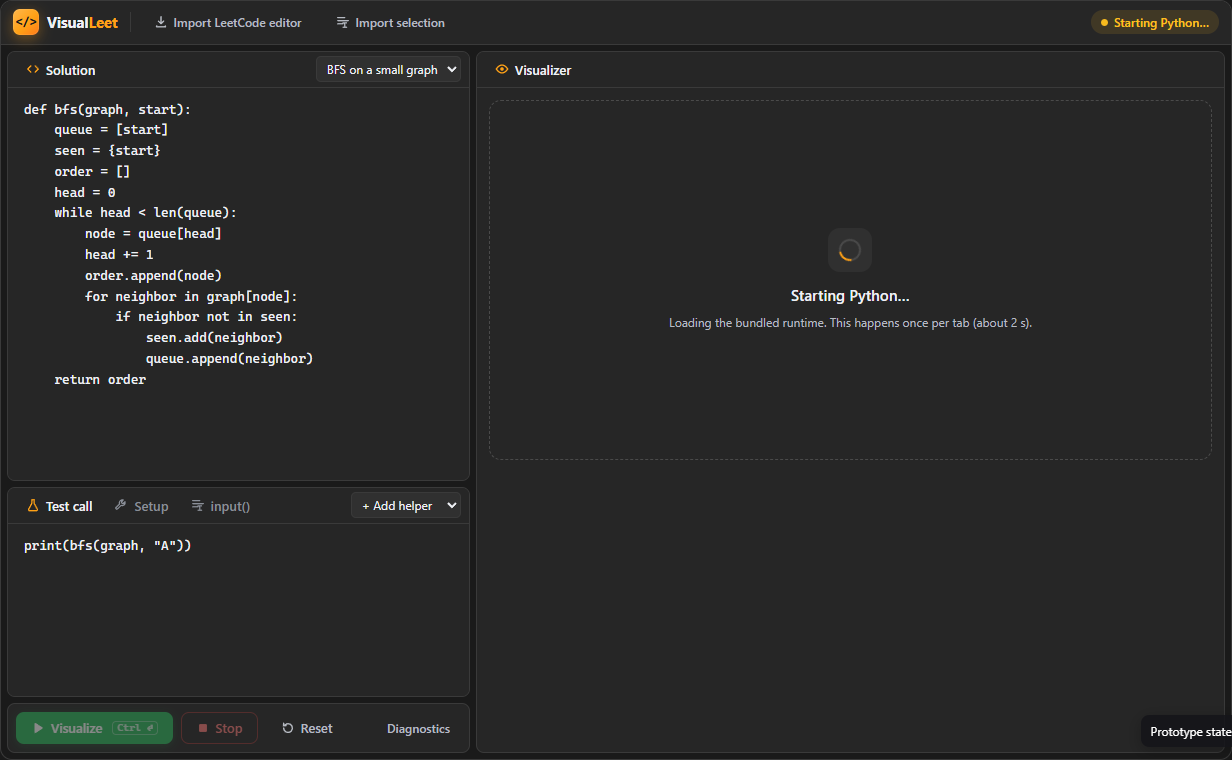 </> VisualLeet
Import LeetCode editor
Import selection
Starting Python...
Solution
BFS on a small graph
def bfs(graph, start):
    queue = [start]
    seen = {start}
    order = []
    head = 0
    while head < len(queue):
        node = queue[head]
        head += 1
        order.append(node)
        for neighbor in graph[node]:
            if neighbor not in seen:
                seen.add(neighbor)
                queue.append(neighbor)
    return order
Test call
Setup
input()
+ Add helper
print(bfs(graph, "A"))
Visualize Ctrl ⏎
Stop
Reset
Diagnostics
Visualizer
Starting Python...
Loading the bundled runtime. This happens once per tab (about 2 s).
Prototype state